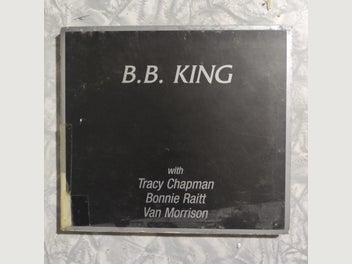 B.B. KING
with
Tracy Chapman
Bonnie Raitt
Van Morrison